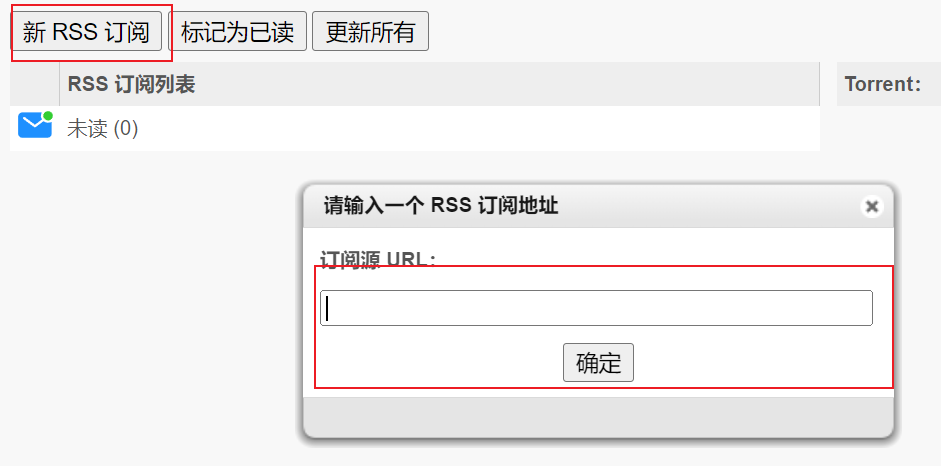 新 RSS 订阅 标记为已读 更新所有
RSS 订阅列表 Torrent:
未读 (0)
请输入一个 RSS 订阅地址
订阅源 URL:
确定